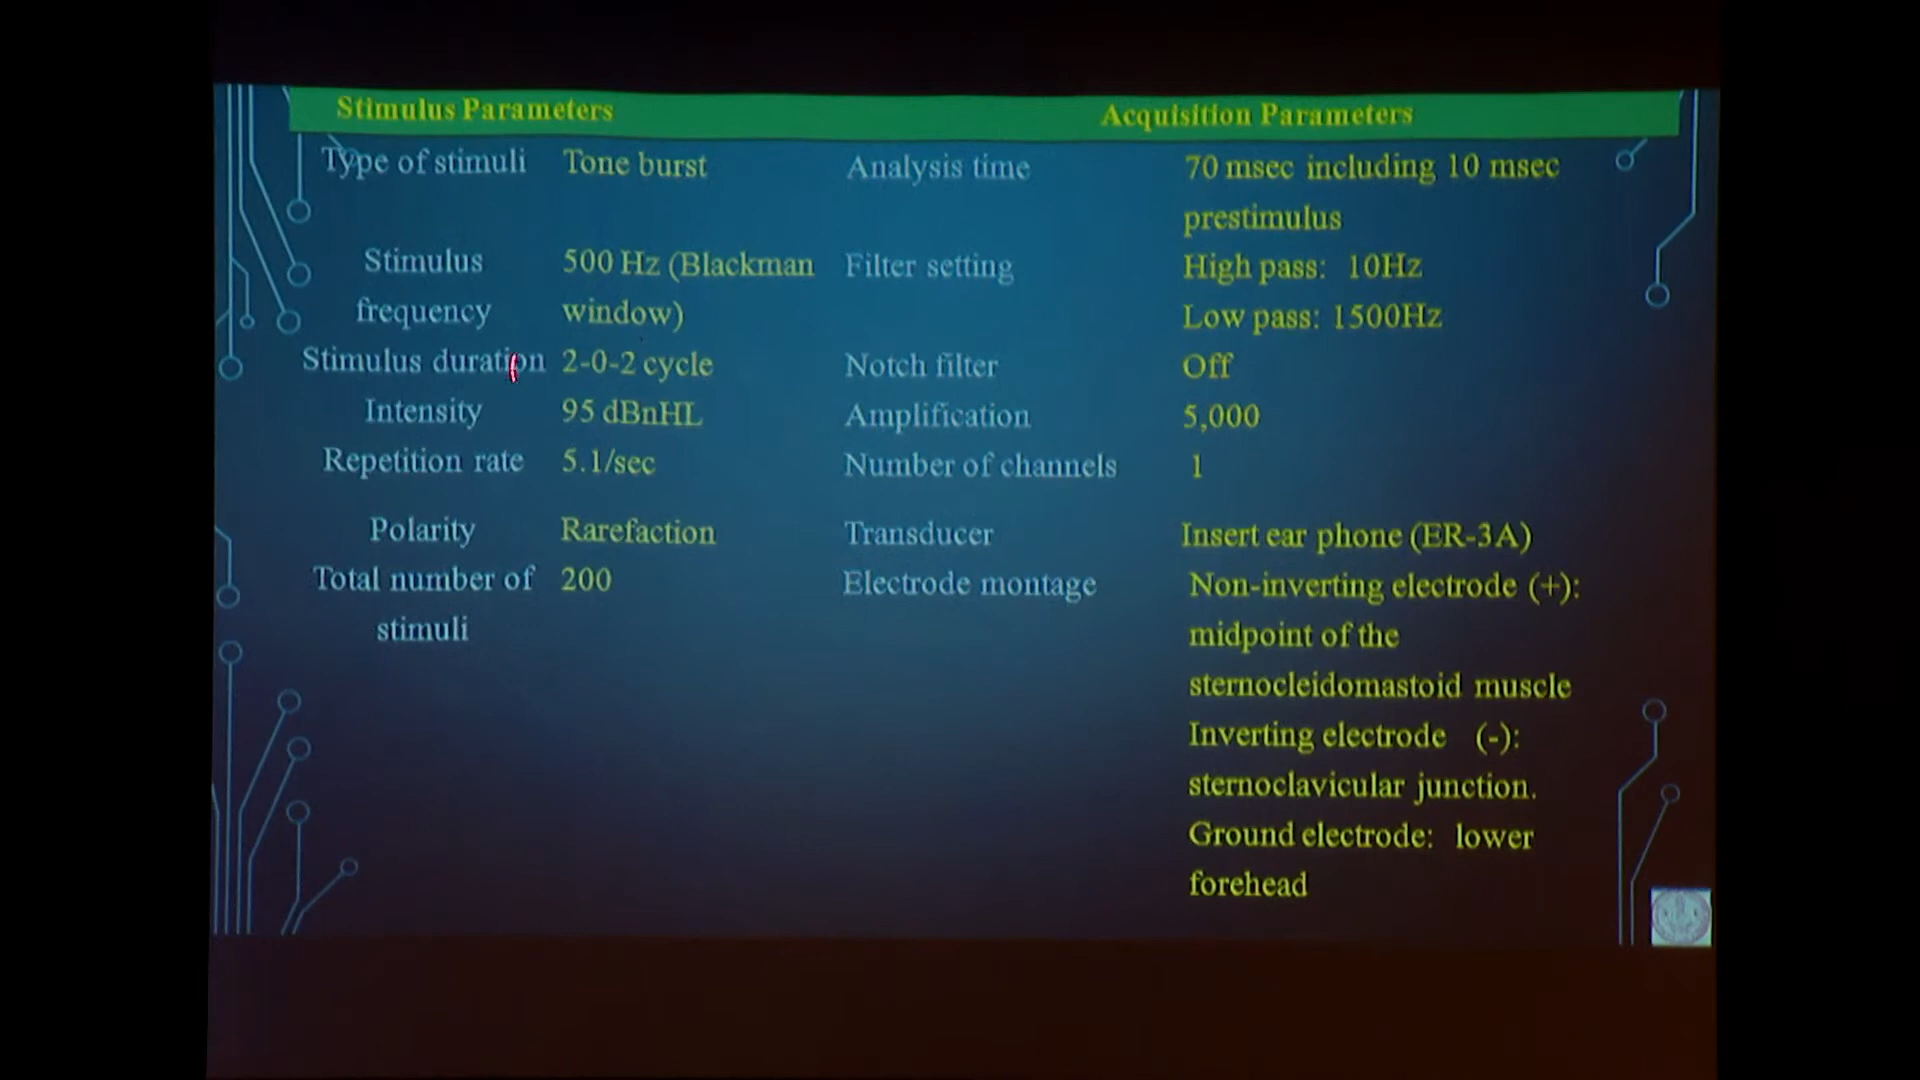 Stimulus Parameters Acquisition Parameters
Type of stimuli Tone burst Analysis time 70 msec including 10 msec
prestimulus
Stimulus 500 Hz (Blackman Filter setting High pass: 10Hz
frequency window) Low pass: 1500Hz
Stimulus duration 2-0-2 cycle Notch filter Off
Intensity 95 dBnHL Amplification 5,000
Repetition rate 5.1/sec Number of channels 1
Polarity Rarefaction Transducer Insert ear phone (ER-3A)
Total number of 200 Electrode montage Non-inverting electrode (+):
stimuli midpoint of the
sternocleidomastoid muscle
Inverting electrode (-):
sternoclavicular junction.
Ground electrode: lower
forehead